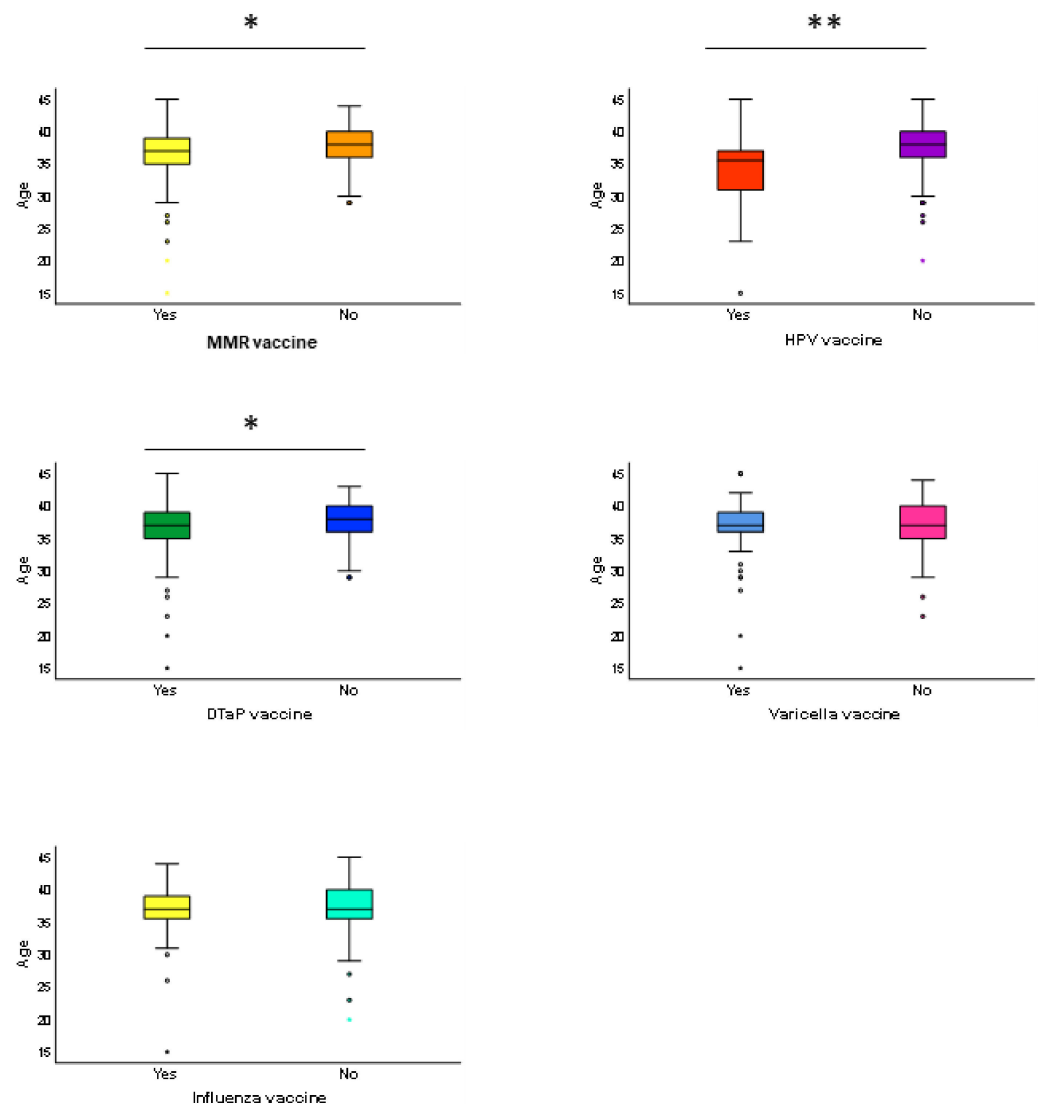 *
**
45
40
35
30
25
20
15
Age
Yes No
MMR vaccine
45
40
35
30
25
20
15
Age
Yes No
HPV vaccine
*
45
40
35
30
25
20
15
Age
Yes No
DTaP vaccine
45
40
35
30
25
20
15
Age
Yes No
Varicella vaccine
45
40
35
30
25
20
15
Age
Yes No
Influenza vaccine